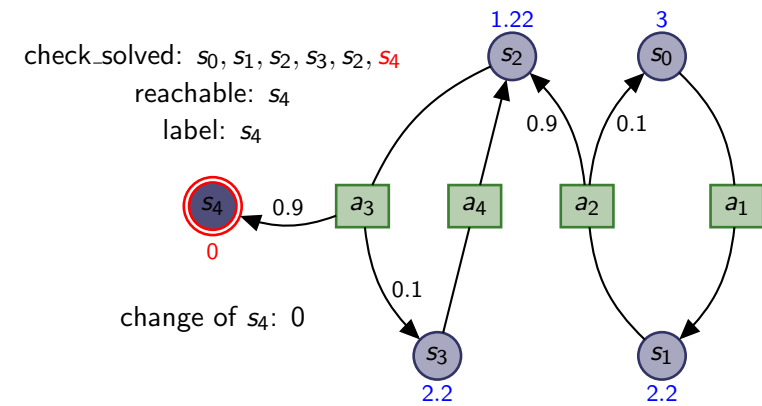 1.22
3
check_solved: s0, s1, s2, s3, s2, s4
s2
s0
reachable: s4
label: s4
0.9
0.1
s4
0.9
a3
a4
a2
a1
0
0.1
change of s4: 0
s3
s1
2.2
2.2